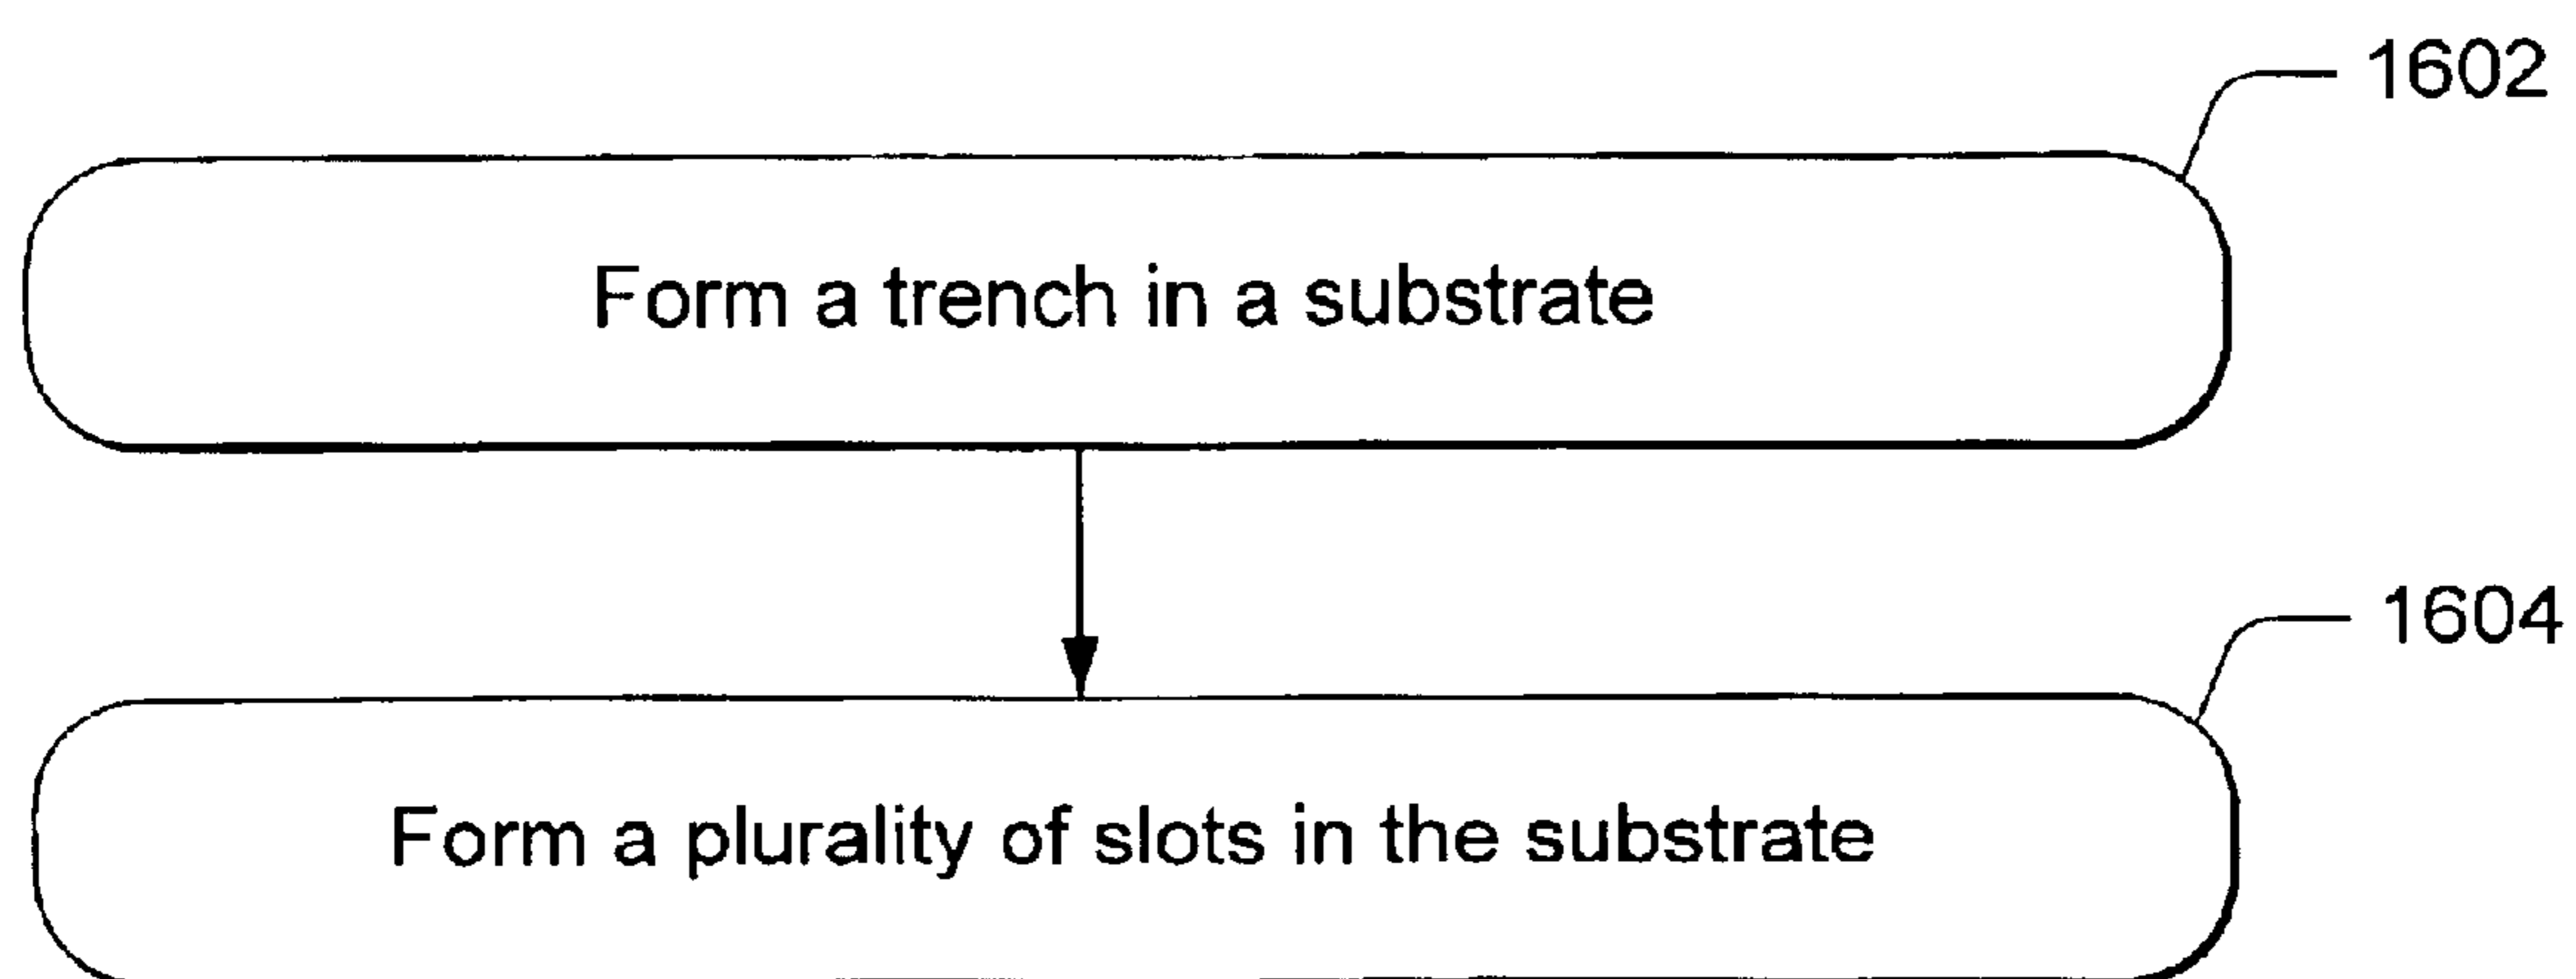 1602
Form a trench in a substrate
1604
Form a plurality of slots in the substrate